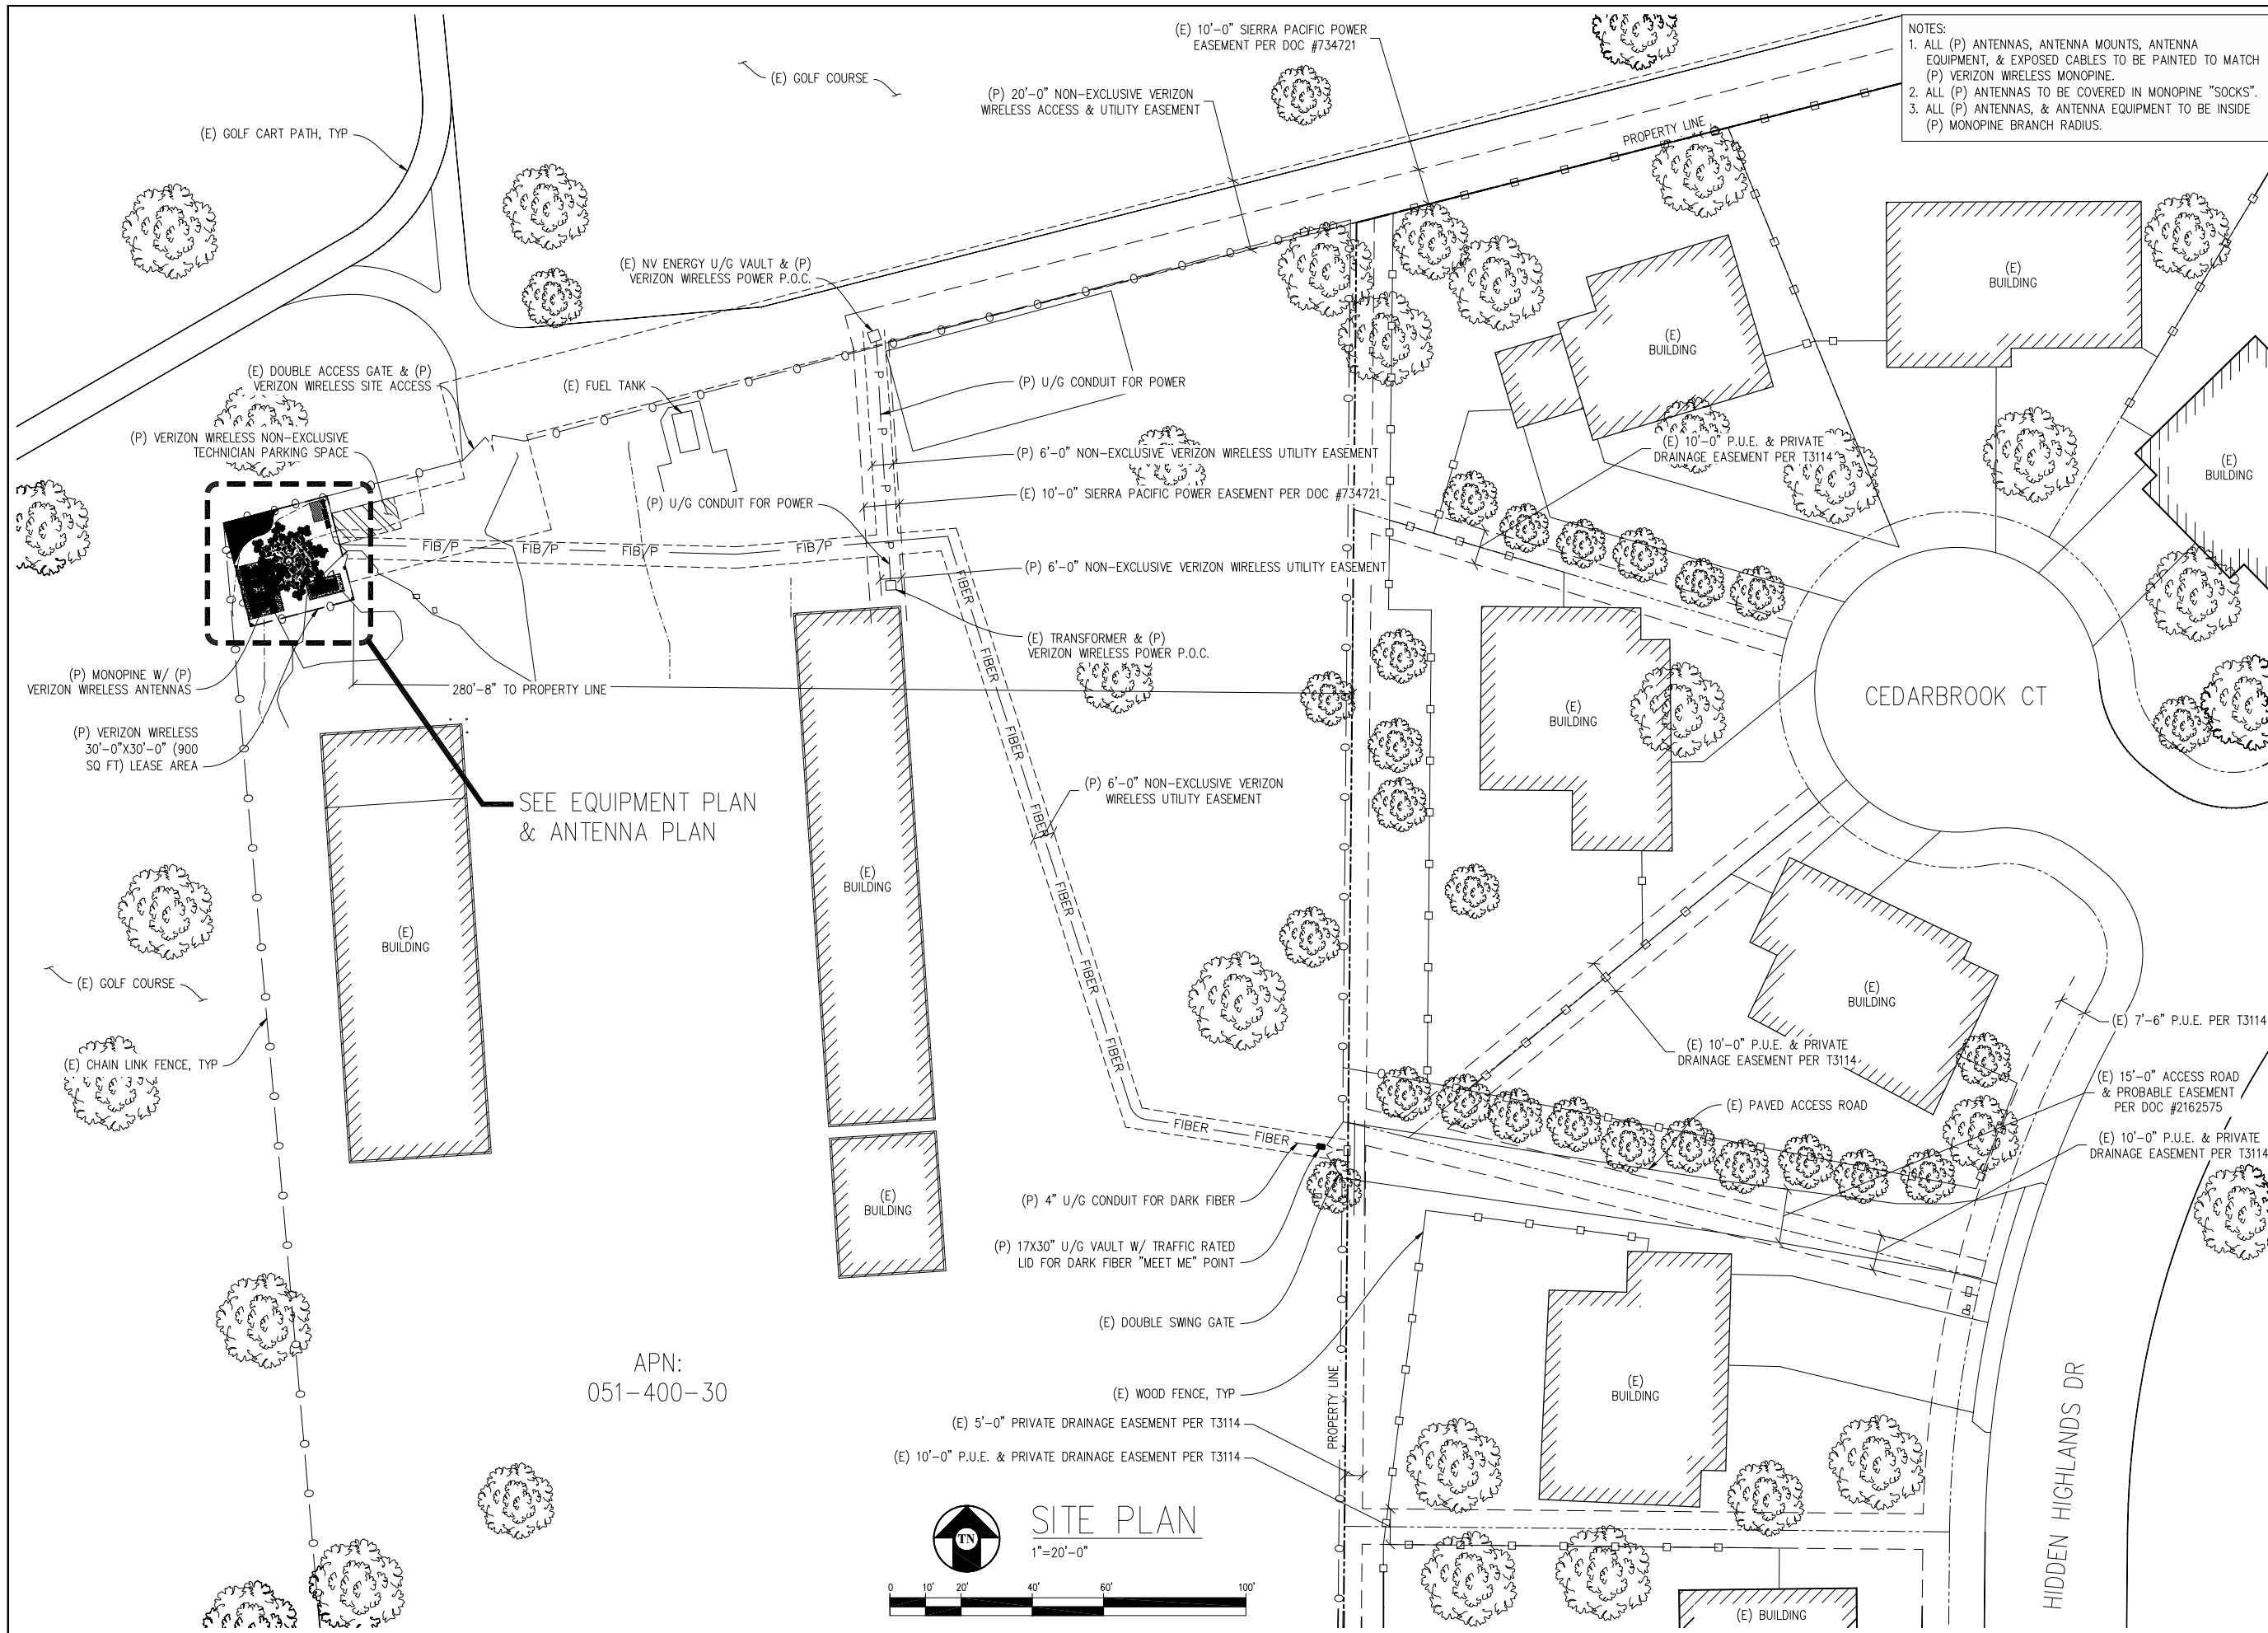 NOTES:
1. ALL (P) ANTENNAS, ANTENNA MOUNTS, ANTENNA
EQUIPMENT, & EXPOSED CABLES TO BE PAINTED TO MATCH
(P) VERIZON WIRELESS MONOPINE.
2. ALL (P) ANTENNAS TO BE COVERED IN MONOPINE "SOCKS".
3. ALL (P) ANTENNAS, & ANTENNA EQUIPMENT TO BE INSIDE
(P) MONOPINE BRANCH RADIUS.
(E) 10'-0" SIERRA PACIFIC POWER
EASEMENT PER DOC #734721
(E) GOLF COURSE
(P) 20'-0" NON-EXCLUSIVE VERIZON
WIRELESS ACCESS & UTILITY EASEMENT
(E) GOLF CART PATH, TYP
PROPERTY LINE
(E) NV ENERGY U/G VAULT & (P)
VERIZON WIRELESS POWER P.O.C.
(E)
BUILDING
(E)
BUILDING
(E) DOUBLE ACCESS GATE & (P)
VERIZON WIRELESS SITE ACCESS
(E) FUEL TANK
(P) U/G CONDUIT FOR POWER
P
P
P
P
P
(P) VERIZON WIRELESS NON-EXCLUSIVE
TECHNICIAN PARKING SPACE
(P) 6'-0" NON-EXCLUSIVE VERIZON WIRELESS UTILITY EASEMENT
(E) 10'-0" P.U.E. & PRIVATE
DRAINAGE EASEMENT PER T3114
(E)
BUILDING
(P) U/G CONDUIT FOR POWER
(E) 10'-0" SIERRA PACIFIC POWER EASEMENT PER DOC #734721
FIB/P
FIB/P
FIB/P
FIB/P
(P) 6'-0" NON-EXCLUSIVE VERIZON WIRELESS UTILITY EASEMENT
FIBER
FIBER
(E) TRANSFORMER & (P)
VERIZON WIRELESS POWER P.O.C.
(P) MONOPINE W/ (P)
VERIZON WIRELESS ANTENNAS
280'-8" TO PROPERTY LINE
FIBER
CEDARBROOK CT
(E)
BUILDING
(P) VERIZON WIRELESS
30'-0"X30'-0" (900
SQ FT) LEASE AREA
FIBER
SEE EQUIPMENT PLAN
& ANTENNA PLAN
(P) 6'-0" NON-EXCLUSIVE VERIZON
WIRELESS UTILITY EASEMENT
FIBER
(E)
BUILDING
FIBER
(E)
BUILDING
FIBER
(E) GOLF COURSE
(E)
BUILDING
FIBER
(E) 7'-6" P.U.E. PER T3114
(E) CHAIN LINK FENCE, TYP
(E) 10'-0" P.U.E. & PRIVATE
DRAINAGE EASEMENT PER T3114
(E) 15'-0" ACCESS ROAD
& PROBABLE EASEMENT
PER DOC #2162575
(E) PAVED ACCESS ROAD
FIBER
FIBER
(E) 10'-0" P.U.E. & PRIVATE
DRAINAGE EASEMENT PER T3114
(E)
BUILDING
(P) 4" U/G CONDUIT FOR DARK FIBER
(P) 17X30" U/G VAULT W/ TRAFFIC RATED
LID FOR DARK FIBER "MEET ME" POINT
(E) DOUBLE SWING GATE
APN:
051-400-30
(E) WOOD FENCE, TYP
(E)
BUILDING
PROPERTY LINE
HIDDEN HIGHLANDS DR
(E) 5'-0" PRIVATE DRAINAGE EASEMENT PER T3114
(E) 10'-0" P.U.E. & PRIVATE DRAINAGE EASEMENT PER T3114
TN
SITE PLAN
1"=20'-0"
0 10' 20' 40' 60' 100'
(E) BUILDING